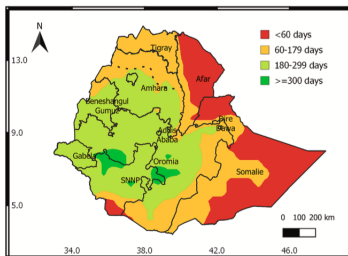 N
<60 days
60-179 days
180-299 days
>=300 days
13.0
9.0
5.0
Tigray
Afar
Amhara
Beneshangul
Gumuz
Addis
Ababa
Dire
Dawa
Gabela
Oromia
SNNP
Somalie
0 100 200 km
34.0 38.0 42.0 46.0